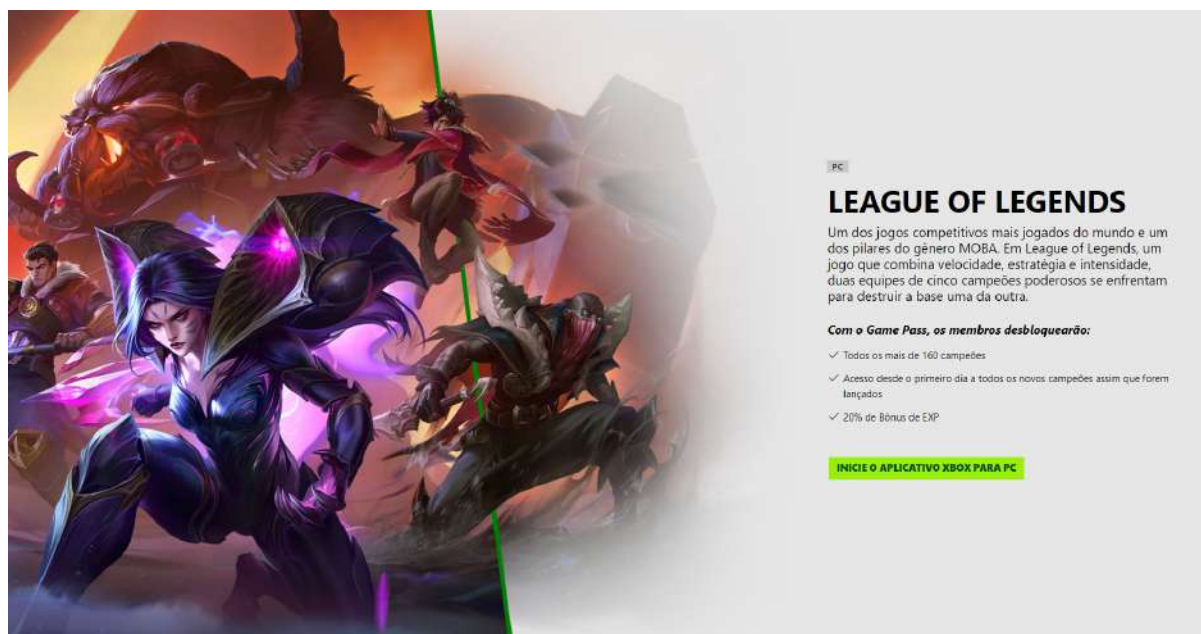 PC
LEAGUE OF LEGENDS
Um dos jogos competitivos mais jogados do mundo e um
dos pilares do gênero MOBA. Em League of Legends, um
jogo que combina velocidade, estratégia e intensidade,
duas equipes de cinco campeões poderosos se enfrentam
para destruir a base uma da outra.
Com o Game Pass, os membros desbloquearão:
✓ Todos os mais de 160 campeões
✓ Acesso desde o primeiro dia a todos os novos campeões assim que forem
lançados
✓ 20% de Bônus de EXP
INICIE O APLICATIVO XBOX PARA PC